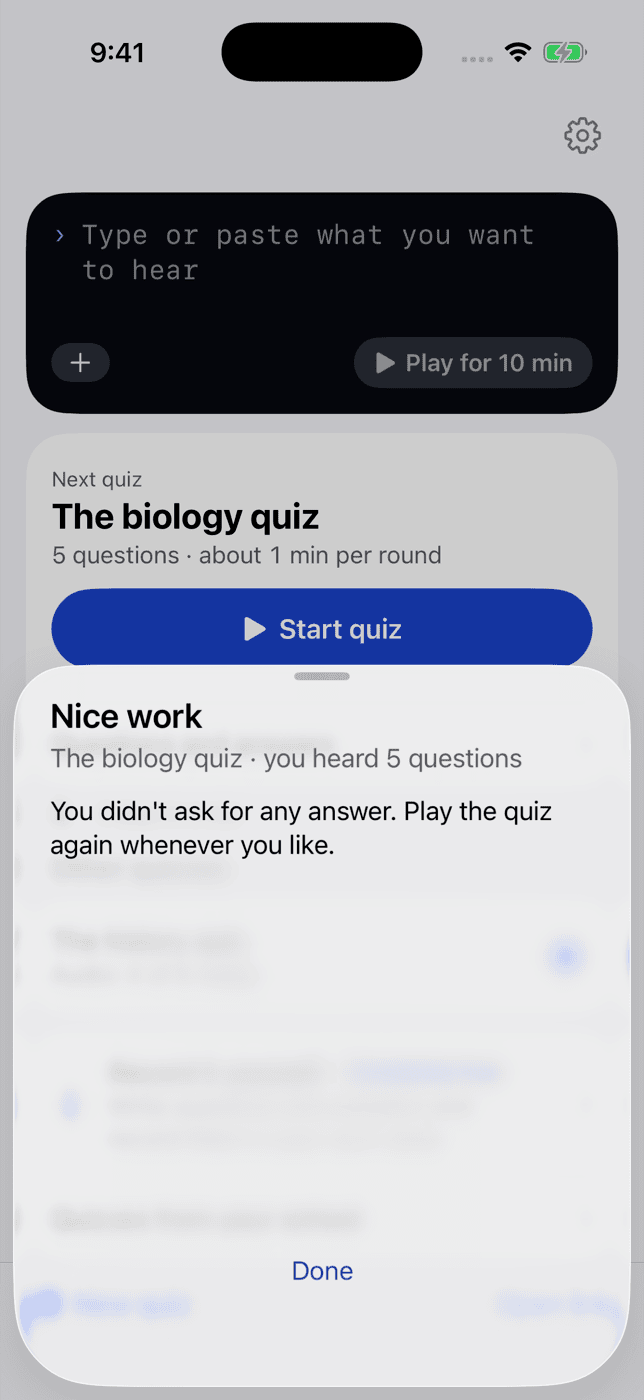 9:41
› Type or paste what you want
to hear
Play for 10 min
Next quiz
The biology quiz
5 questions · about 1 min per round
Start quiz
Nice work
The biology quiz · you heard 5 questions
You didn't ask for any answer. Play the quiz
again whenever you like.
Done